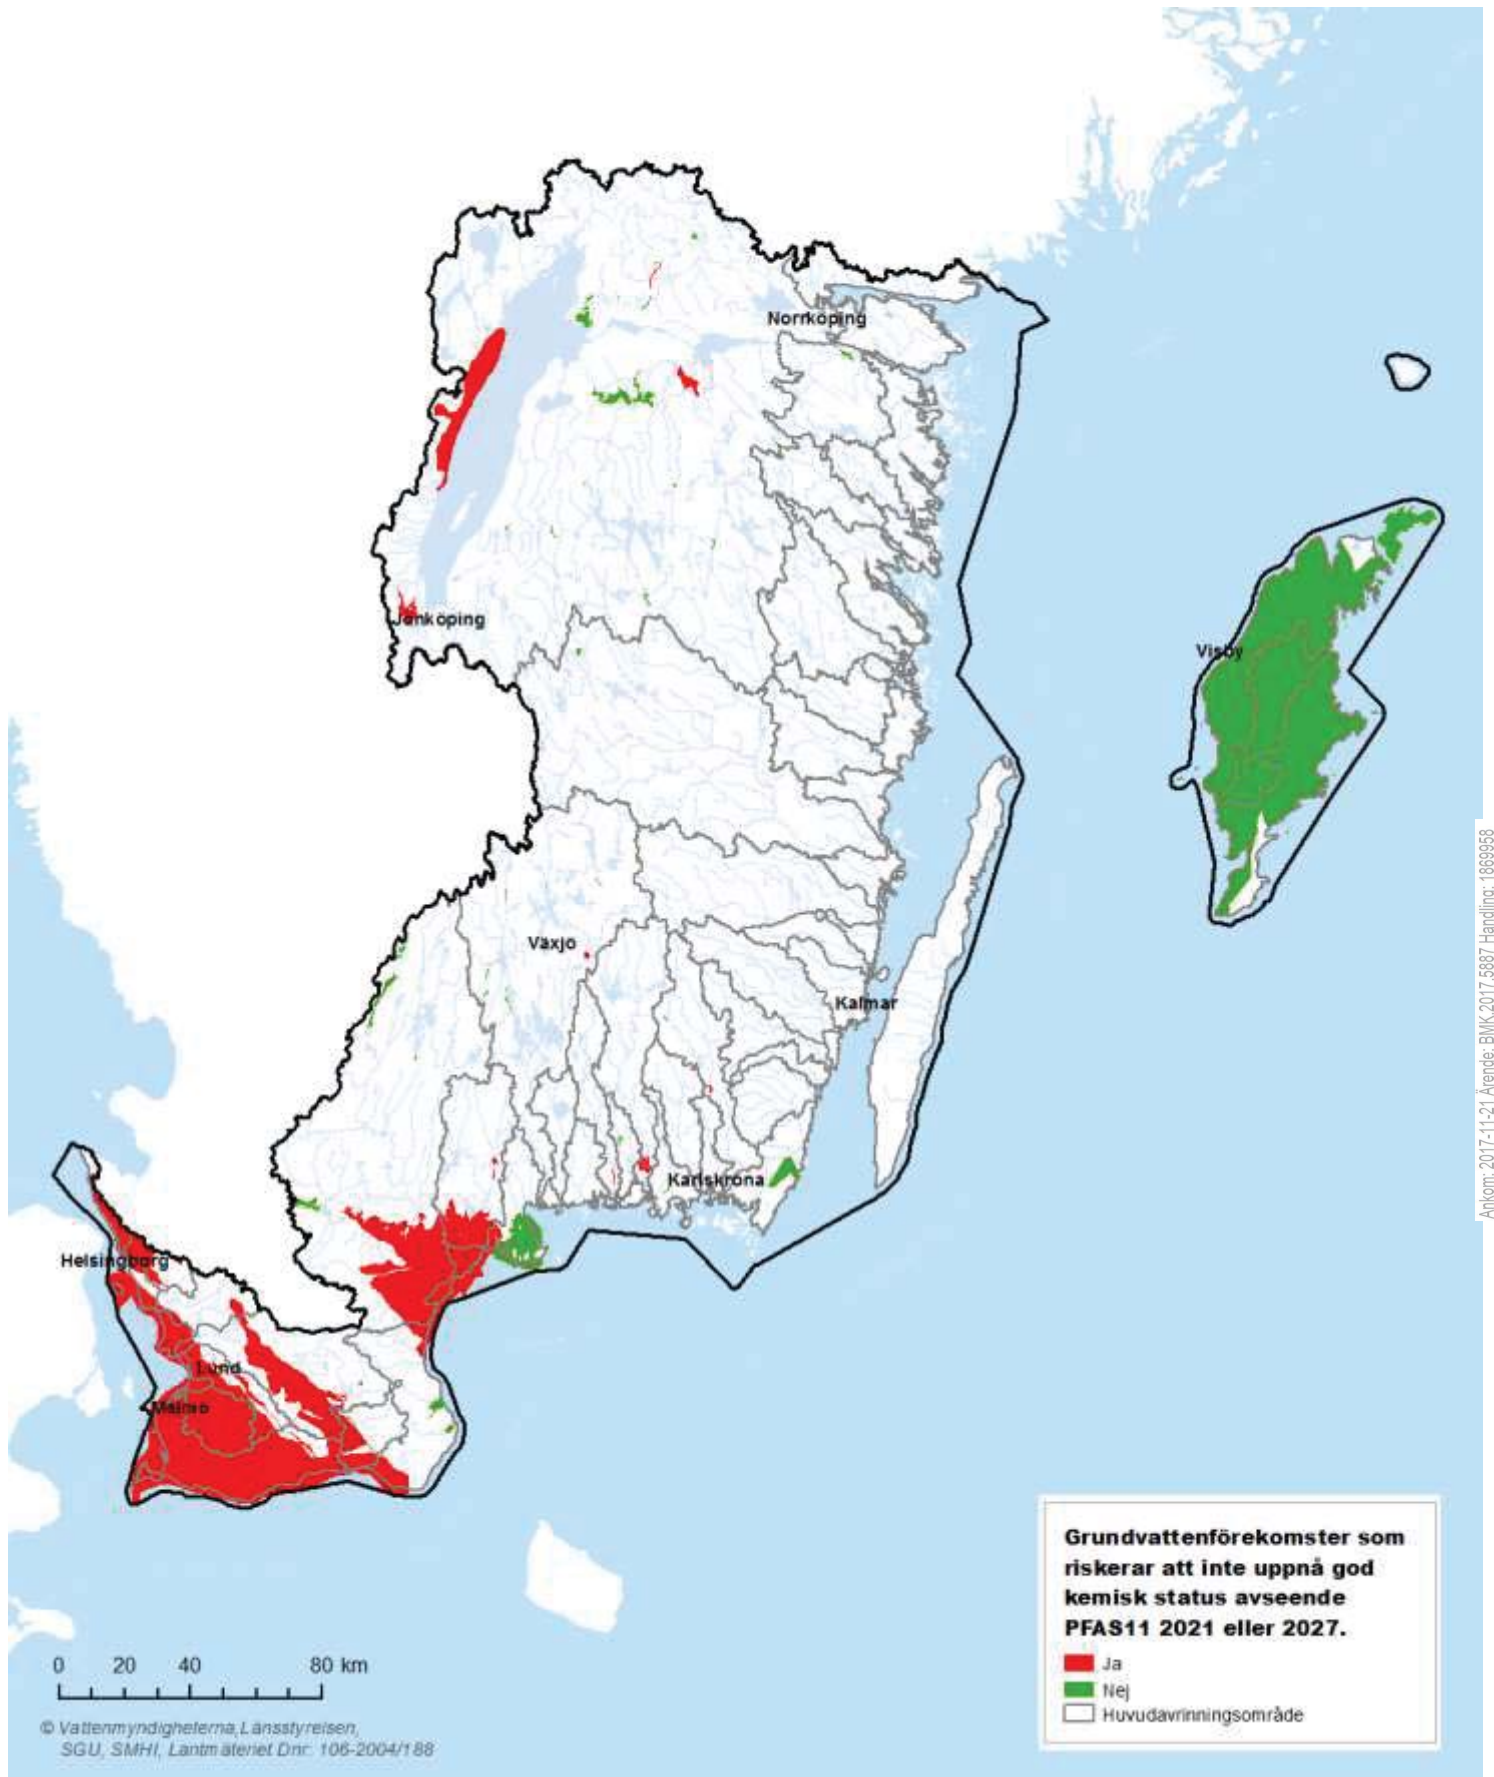 Norrköping
Jönköping
Visby
Växjö
Kalmar
Karlskrona
Helsingborg
Lund
Malmö
Grundvattenförekomster som
riskerar att inte uppnå god
kemisk status avseende
PFAS11 2021 eller 2027.
Ja
Nej
Huvudavrinningsområde
0 20 40 80 km
© Vattenmyndigheterna,Länsstyrelsen,
SGU, SMHI, Lantmäteriet Dnr: 106-2004/188
Ankom: 2017-11-21 Ärende: BMK.2017.5887 Handling: 1869958